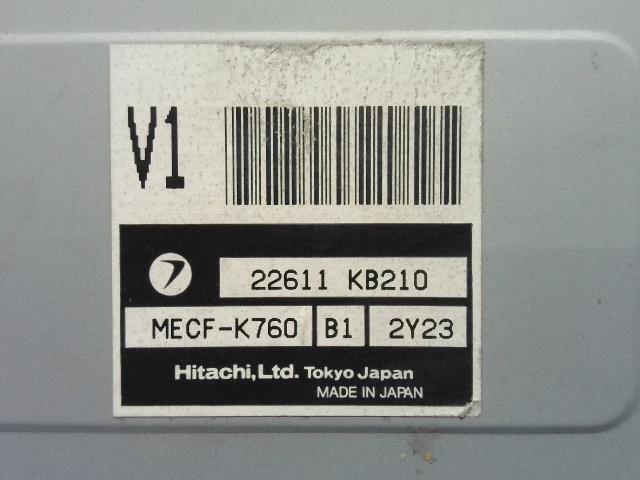 V1
22611 KB210
MECF-K760 B1 2Y23
Hitachi, Ltd. Tokyo Japan
MADE IN JAPAN